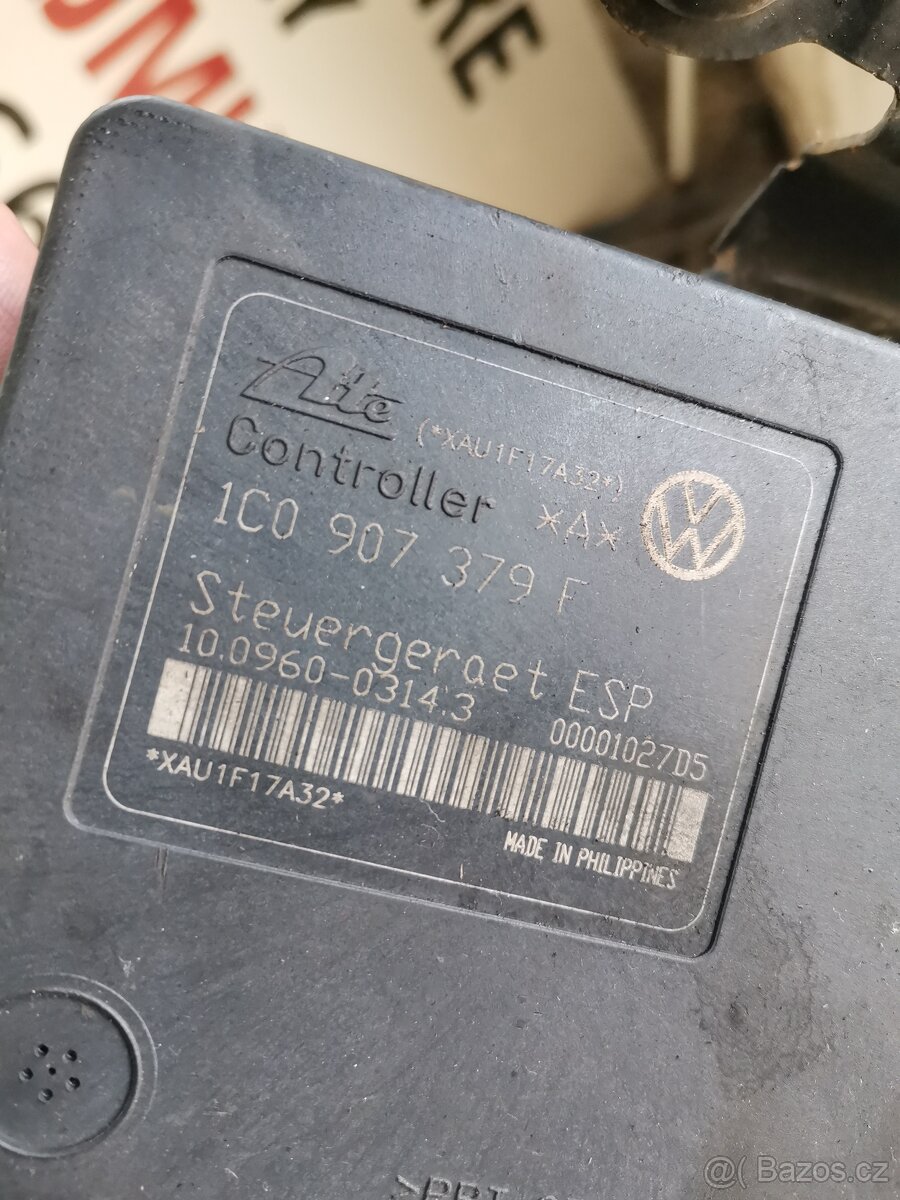 RE
Ate
Controller (*XAU1F17A32*)
1C0 907 379 F *A*
Steuergeraet ESP
10.0960-0314.3 00001027D5
*XAU1F17A32*
MADE IN PHILIPPINES
@ Bazos.cz